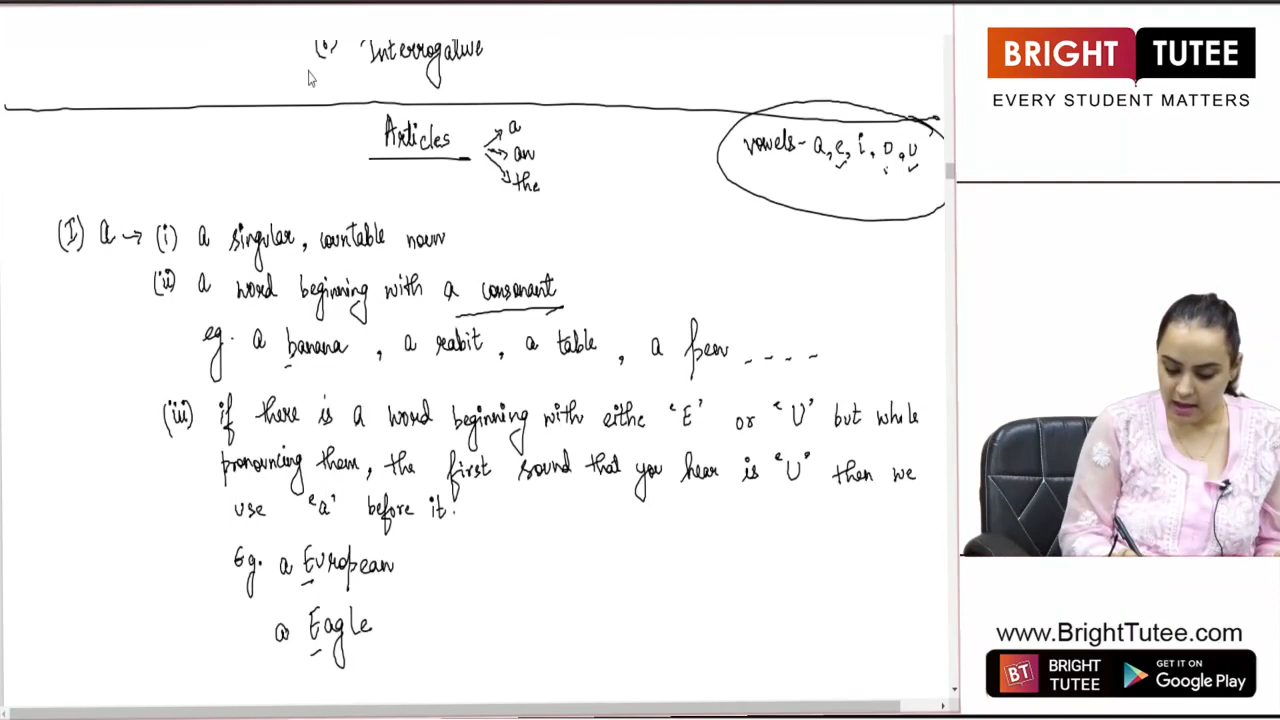 (6) Interrogative
BRIGHT TUTEE
EVERY STUDENT MATTERS
Articles
a
an
the
vowels - a, e, i, o, u
(I) a → (i) a singular, countable noun
(ii) a word beginning with a consonant
eg. a banana, a rabit, a table, a pen ----
(iii) if there is a word beginning with eithe 'E' or 'U' but while
pronouncing them, the first sound that you hear is 'U' then we
use 'a' before it.
Eg. a European
a Eagle
www.BrightTutee.com
BT BRIGHT TUTEE
GET IT ON Google Play